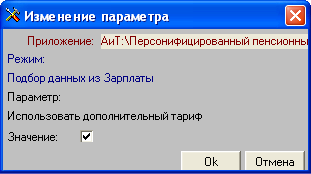 Изменение параметра
Приложение: АиТ:\Персонифицированный пенсионны
Режим:
Подбор данных из Зарплаты
Параметр:
Использовать дополнительный тариф
Значение:
Ok Отмена